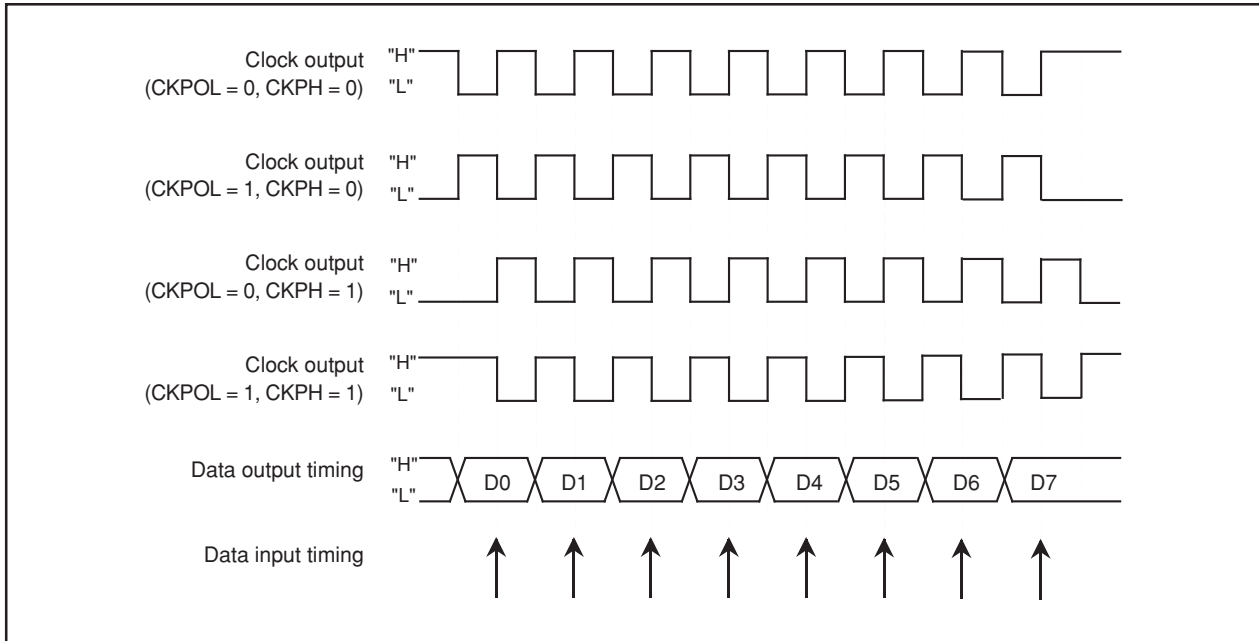 Clock output
(CKPOL = 0, CKPH = 0)
"H"
"L"
Clock output
(CKPOL = 1, CKPH = 0)
"H"
"L"
Clock output
(CKPOL = 0, CKPH = 1)
"H"
"L"
Clock output
(CKPOL = 1, CKPH = 1)
"H"
"L"
Data output timing
"H"
"L"
D0 D1 D2 D3 D4 D5 D6 D7
Data input timing